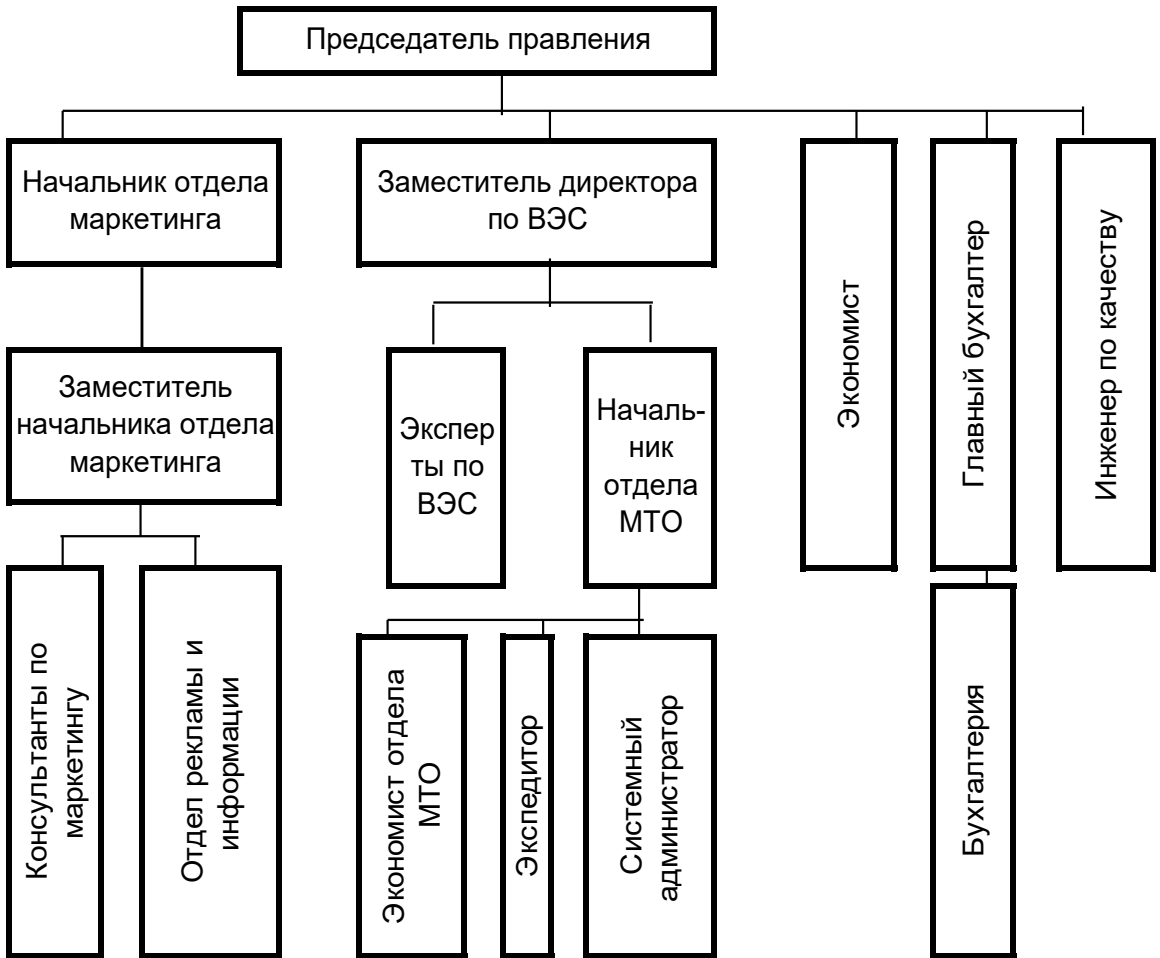 Председатель правления
Начальник отдела
маркетинга
Заместитель директора
по ВЭС
Экономист
Главный бухгалтер
Инженер по качеству
Заместитель
начальника отдела
маркетинга
Экспер
ты по
ВЭС
Началь-
ник
отдела
МТО
Консультанты по
маркетингу
Отдел рекламы и
информации
Экономист отдела
МТО
Экспедитор
Системный
администратор
Бухгалтерия